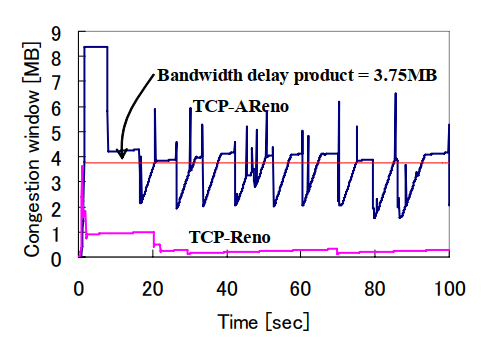 Congestion window [MB]
9
8
7
6
5
4
3
2
1
0
Bandwidth delay product = 3.75MB
TCP-AReno
TCP-Reno
0 20 40 60 80 100
Time [sec]